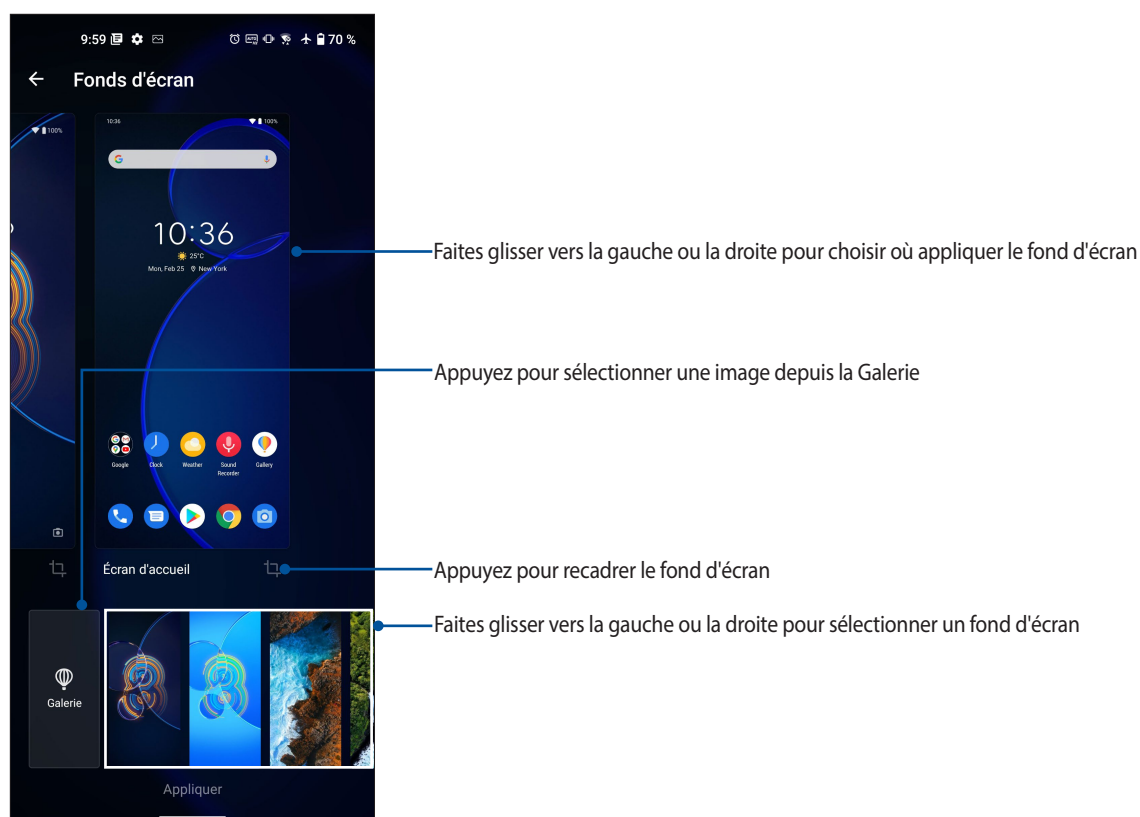 9:59 70 %
Fonds d'écran
100%
10:36 100%
10:36
25°C
Mon, Feb 25 New York
Faites glisser vers la gauche ou la droite pour choisir où appliquer le fond d'écran
Appuyez pour sélectionner une image depuis la Galerie
Google Clock Weather Sound Recorder Gallery
Écran d'accueil
Appuyez pour recadrer le fond d'écran
Faites glisser vers la gauche ou la droite pour sélectionner un fond d'écran
Galerie
Appliquer